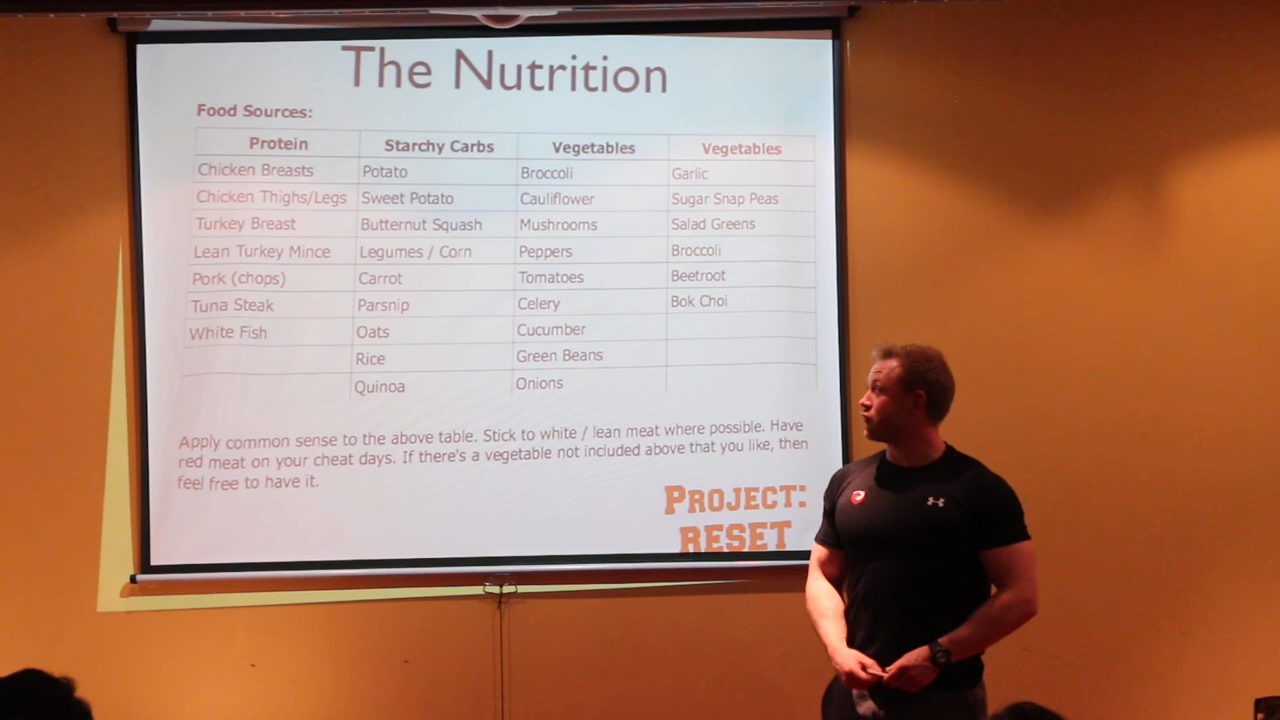 The Nutrition
Food Sources:
Protein Starchy Carbs Vegetables Vegetables
Chicken Breasts Potato Broccoli Garlic
Chicken Thighs/Legs Sweet Potato Cauliflower Sugar Snap Peas
Turkey Breast Butternut Squash Mushrooms Salad Greens
Lean Turkey Mince Legumes / Corn Peppers Broccoli
Pork (chops) Carrot Tomatoes Beetroot
Tuna Steak Parsnip Celery Bok Choi
White Fish Oats Cucumber
Rice Green Beans
Quinoa Onions
Apply common sense to the above table. Stick to white / lean meat where possible. Have
red meat on your cheat days. If there's a vegetable not included above that you like, then
feel free to have it.
PROJECT:
RESET